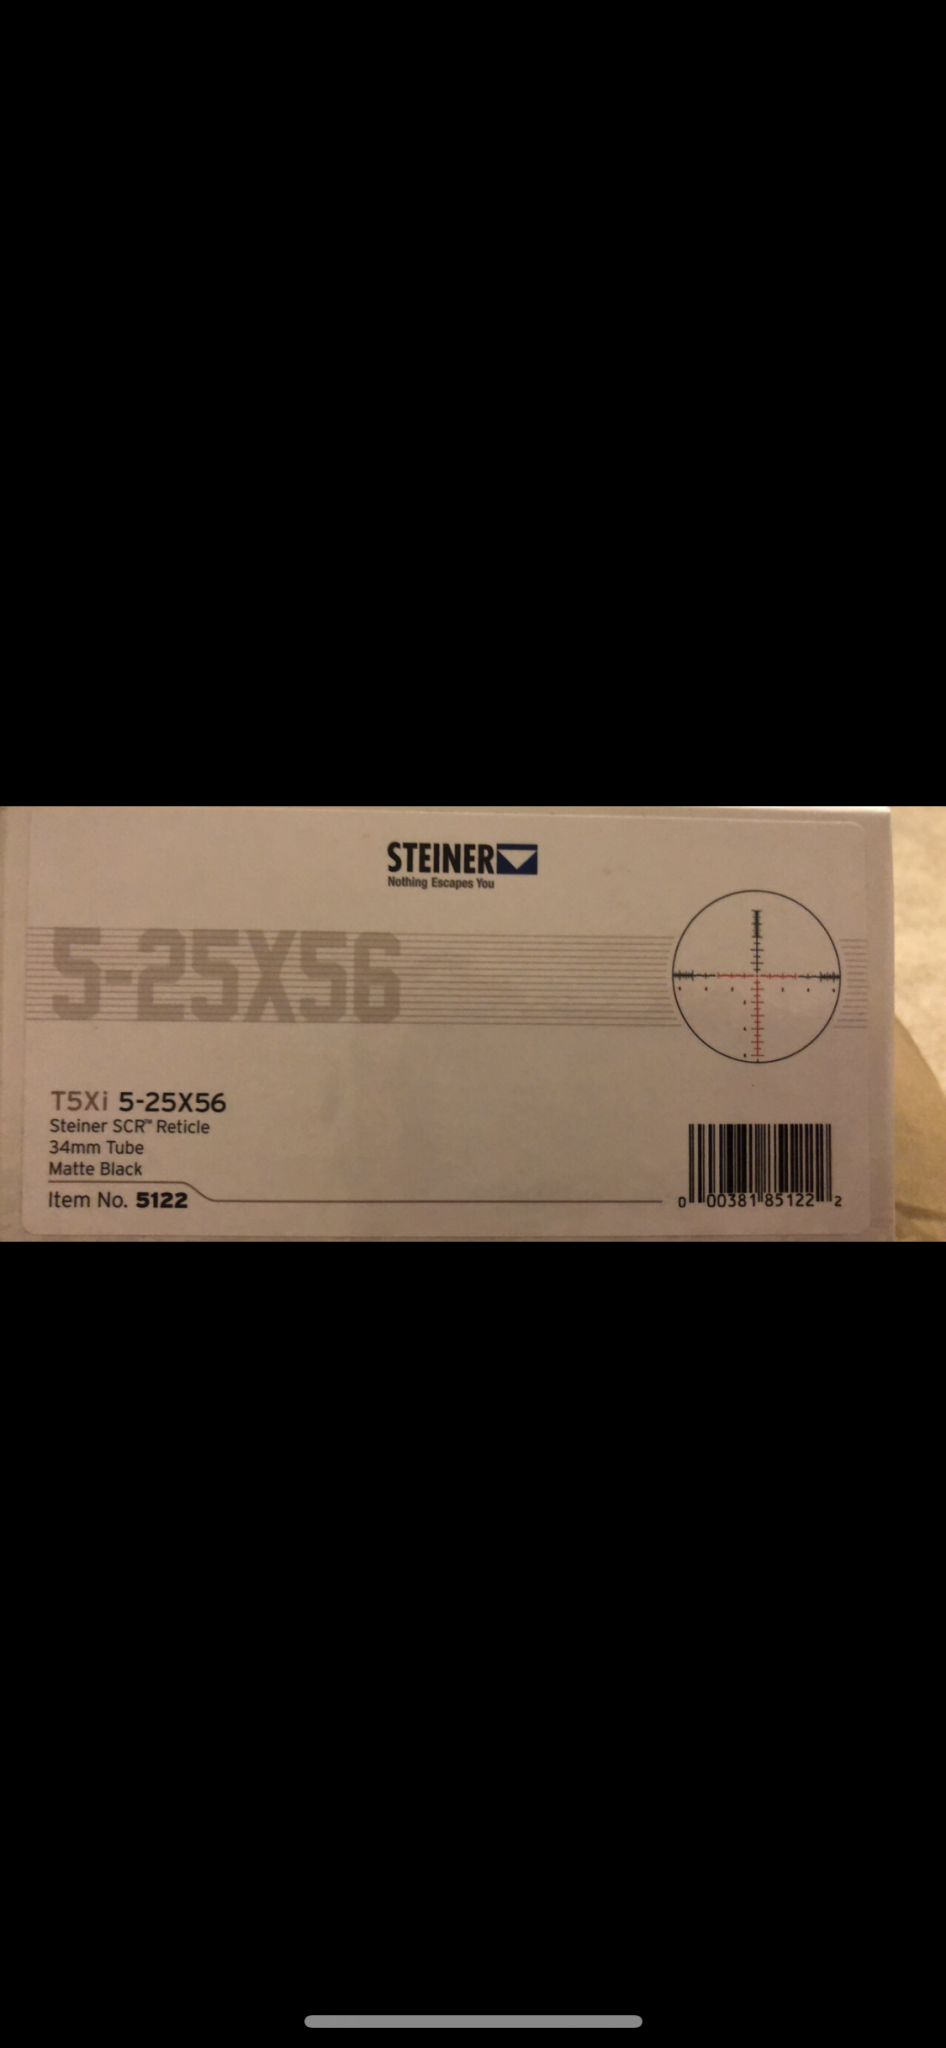 STEINER
Nothing Escapes You
5-25X56
T5Xi 5-25X56
Steiner SCR™ Reticle
34mm Tube
Matte Black
Item No. 5122
0 00381 85122 2